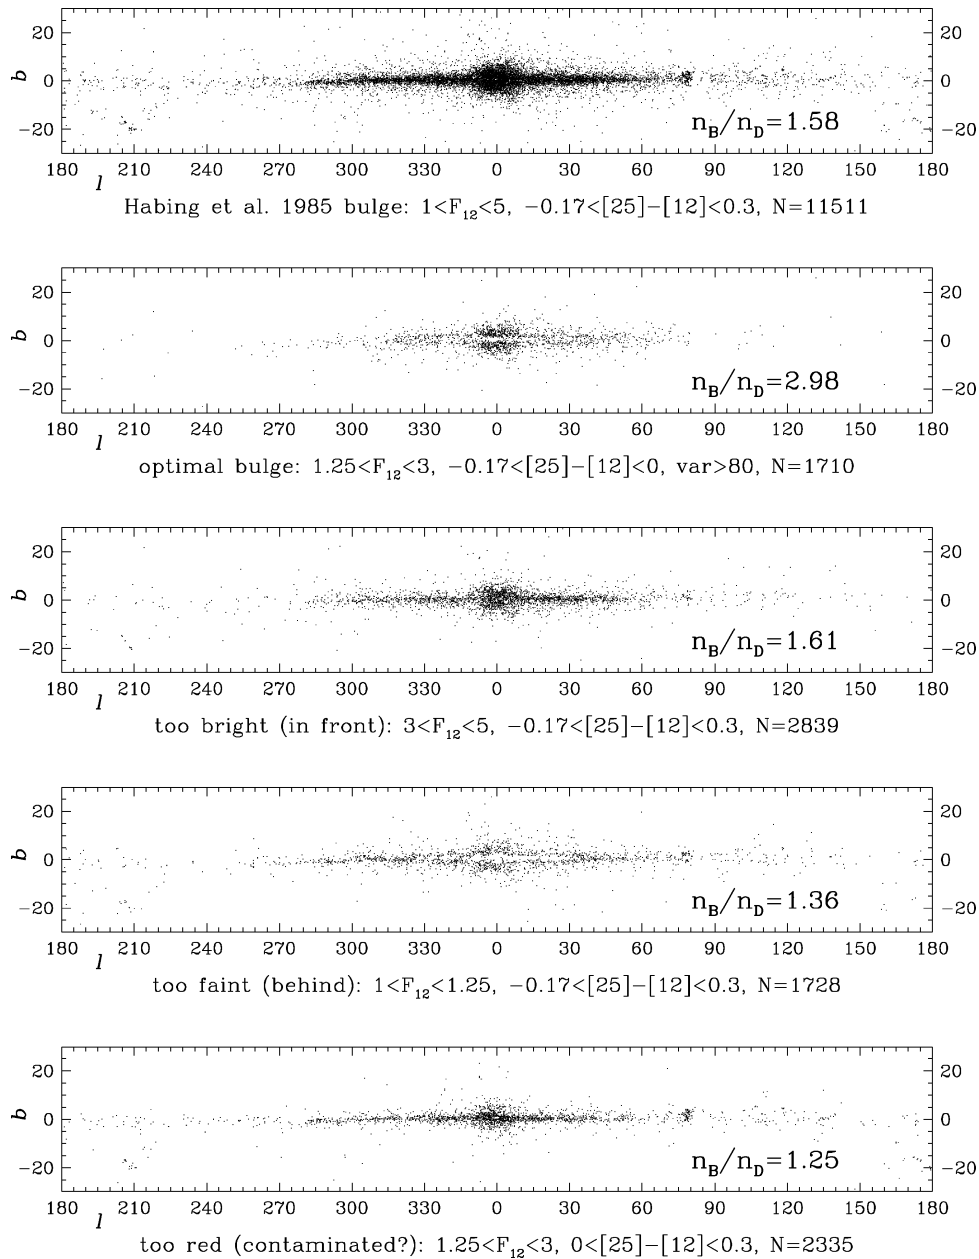 20
0
−20
b
20
0
−20
n_B/n_D=1.58
180 210 240 270 300 330 0 30 60 90 120 150 180
l
Habing et al. 1985 bulge: 1<F_12<5, −0.17<[25]−[12]<0.3, N=11511
20
0
−20
b
20
0
−20
n_B/n_D=2.98
180 210 240 270 300 330 0 30 60 90 120 150 180
l
optimal bulge: 1.25<F_12<3, −0.17<[25]−[12]<0, var>80, N=1710
20
0
−20
b
20
0
−20
n_B/n_D=1.61
180 210 240 270 300 330 0 30 60 90 120 150 180
l
too bright (in front): 3<F_12<5, −0.17<[25]−[12]<0.3, N=2839
20
0
−20
b
20
0
−20
n_B/n_D=1.36
180 210 240 270 300 330 0 30 60 90 120 150 180
l
too faint (behind): 1<F_12<1.25, −0.17<[25]−[12]<0.3, N=1728
20
0
−20
b
20
0
−20
n_B/n_D=1.25
180 210 240 270 300 330 0 30 60 90 120 150 180
l
too red (contaminated?): 1.25<F_12<3, 0<[25]−[12]<0.3, N=2335